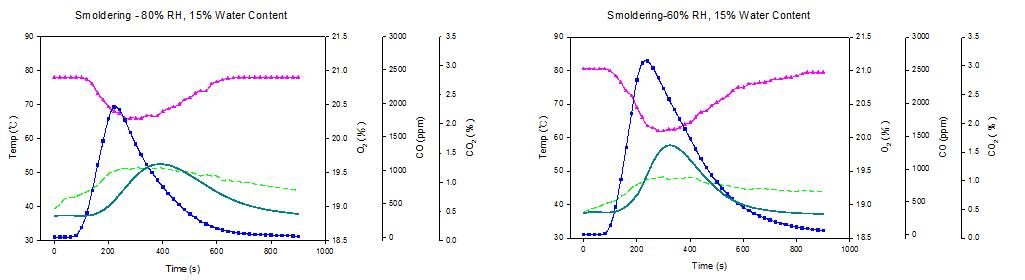 Smoldering - 80% RH, 15% Water Content
Smoldering-60% RH, 15% Water Content
90 80 70 60 50 40 30
Temp (℃)
0 200 400 600 800 1000
Time (s)
21.5 21.0 20.5 20.0 19.5 19.0 18.5
O2 (%)
3000 2500 2000 1500 1000 500 0
CO (ppm)
3.5 3.0 2.5 2.0 1.5 1.0 0.5 0.0
CO2 (%)
90 80 70 60 50 40 30
Temp (℃)
0 200 400 600 800 1000
Time (s)
21.5 21.0 20.5 20.0 19.5 19.0 18.5
O2 (%)
3000 2500 2000 1500 1000 500 0
CO (ppm)
3.5 3.0 2.5 2.0 1.5 1.0 0.5 0.0
CO2 (%)